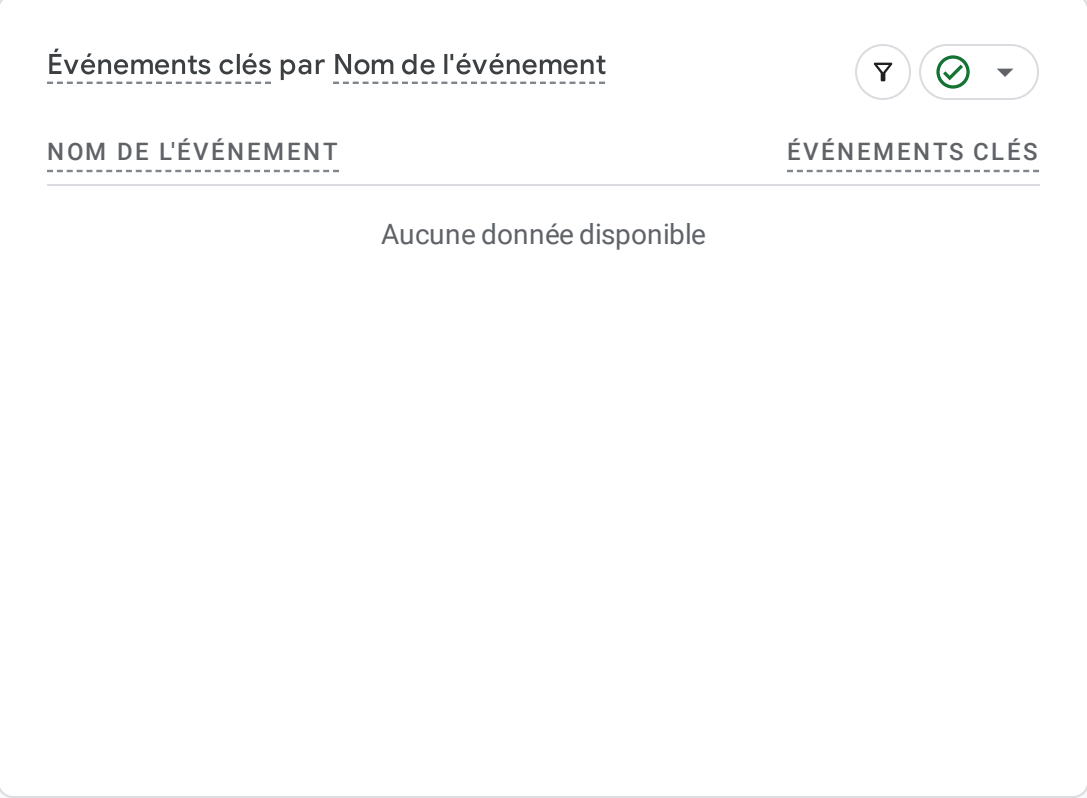 Événements clés par Nom de l'événement
NOM DE L'ÉVÉNEMENT ÉVÉNEMENTS CLÉS
Aucune donnée disponible